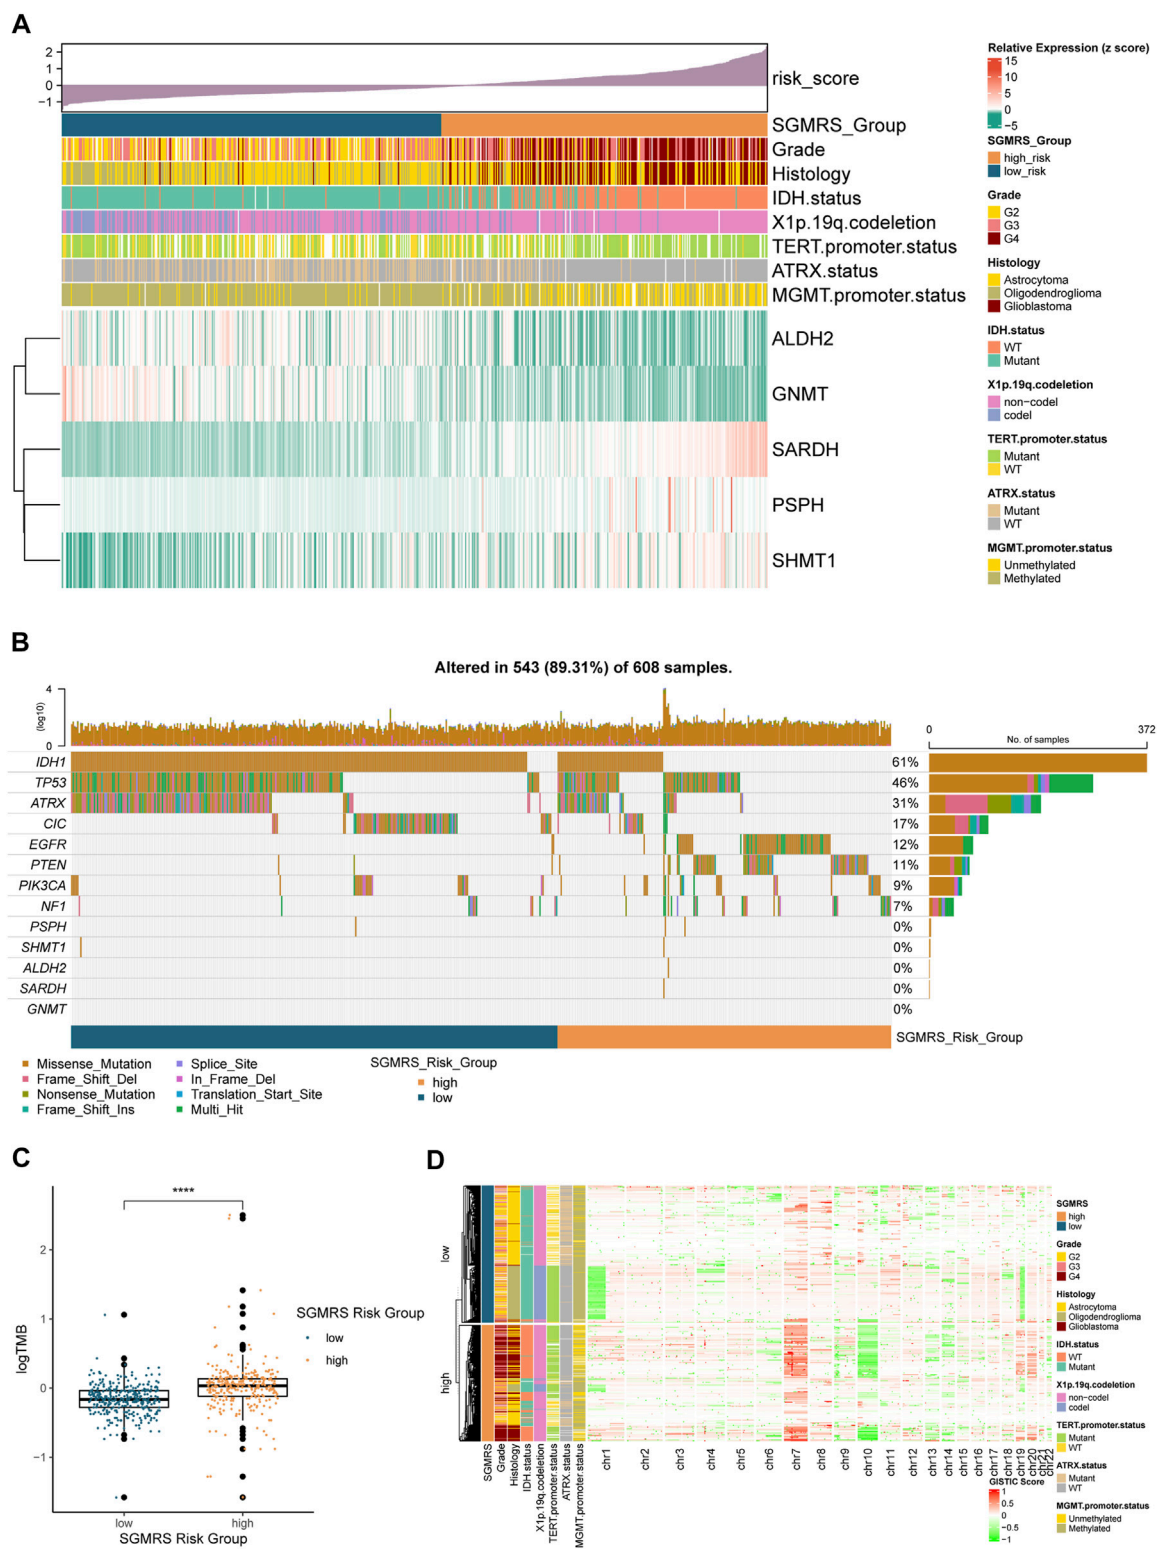 A
2
1
0
−1
risk_score
SGMRS_Group
Grade
Histology
IDH.status
X1p.19q.codeletion
TERT.promoter.status
ATRX.status
MGMT.promoter.status
ALDH2
GNMT
SARDH
PSPH
SHMT1
Relative Expression (z score)
15
10
5
0
−5
SGMRS_Group
high_risk
low_risk
Grade
G2
G3
G4
Histology
Astrocytoma
Oligodendroglioma
Glioblastoma
IDH.status
WT
Mutant
X1p.19q.codeletion
non−codel
codel
TERT.promoter.status
Mutant
WT
ATRX.status
Mutant
WT
MGMT.promoter.status
Unmethylated
Methylated
B
Altered in 543 (89.31%) of 608 samples.
4
(log10)
0
0 372
No. of samples
IDH1 61%
TP53 46%
ATRX 31%
CIC 17%
EGFR 12%
PTEN 11%
PIK3CA 9%
NF1 7%
PSPH 0%
SHMT1 0%
ALDH2 0%
SARDH 0%
GNMT 0%
SGMRS_Risk_Group
Missense_Mutation
Frame_Shift_Del
Nonsense_Mutation
Frame_Shift_Ins
Splice_Site
In_Frame_Del
Translation_Start_Site
Multi_Hit
SGMRS_Risk_Group
high
low
C
****
logTMB
2
1
0
−1
low high
SGMRS Risk Group
SGMRS Risk Group
low
high
D
low
high
SGMRS
Grade
Histology
IDH.status
X1p.19q.codeletion
TERT.promoter.status
ATRX.status
MGMT.promoter.status
chr1
chr2
chr3
chr4
chr5
chr6
chr7
chr8
chr9
chr10
chr11
chr12
chr13
chr14
chr15
chr16
chr17
chr18
chr19
chr20
chr21
chr22
GISTIC Score
1
0.5
0
−0.5
−1
SGMRS
high
low
Grade
G2
G3
G4
Histology
Astrocytoma
Oligodendroglioma
Glioblastoma
IDH.status
WT
Mutant
X1p.19q.codeletion
non−codel
codel
TERT.promoter.status
Mutant
WT
ATRX.status
Mutant
WT
MGMT.promoter.status
Unmethylated
Methylated